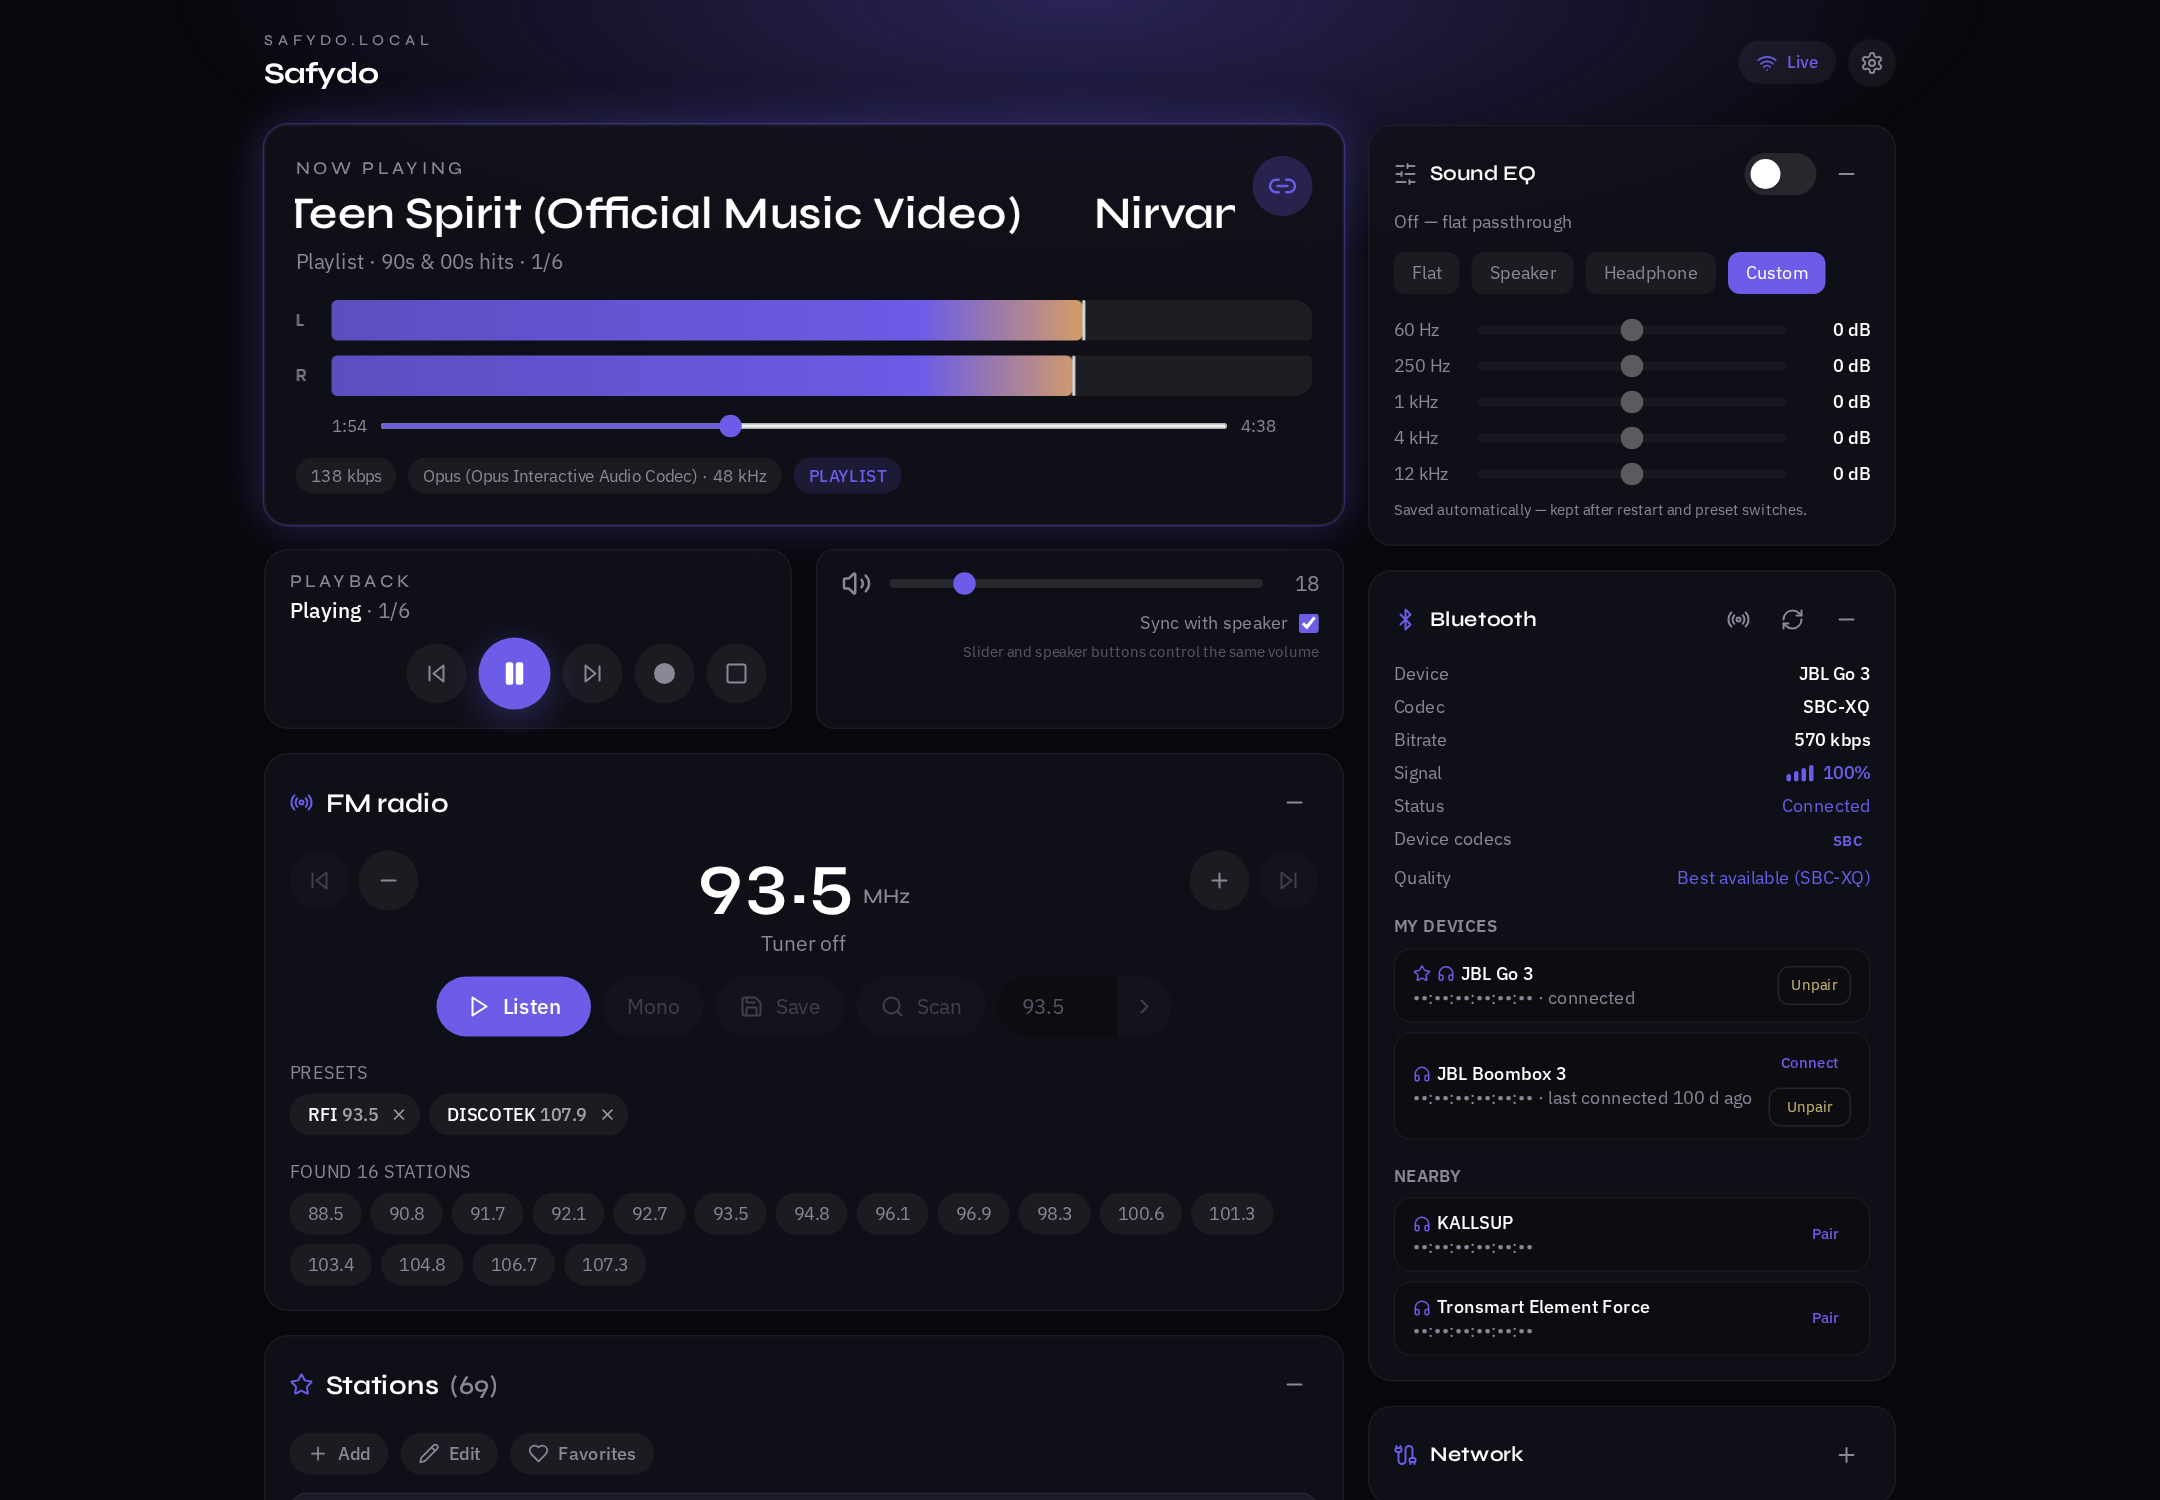 SAFYDO.LOCAL
Safydo
Live
NOW PLAYING
Teen Spirit (Official Music Video) Nirvan
Playlist · 90s & 00s hits · 1/6
L
R
1:54 4:38
138 kbps Opus (Opus Interactive Audio Codec) · 48 kHz PLAYLIST
PLAYBACK
Playing · 1/6
18
Sync with speaker
Slider and speaker buttons control the same volume
FM radio
93.5 MHz
Tuner off
Listen Mono Save Scan 93.5
PRESETS
RFI 93.5 × DISCOTEK 107.9 ×
FOUND 16 STATIONS
88.5 90.8 91.7 92.1 92.7 93.5 94.8 96.1 96.9 98.3 100.6 101.3
103.4 104.8 106.7 107.3
Stations (69)
Add Edit Favorites
Sound EQ
Off — flat passthrough
Flat Speaker Headphone Custom
60 Hz 0 dB
250 Hz 0 dB
1 kHz 0 dB
4 kHz 0 dB
12 kHz 0 dB
Saved automatically — kept after restart and preset switches.
Bluetooth
Device JBL Go 3
Codec SBC-XQ
Bitrate 570 kbps
Signal 100%
Status Connected
Device codecs SBC
Quality Best available (SBC-XQ)
MY DEVICES
JBL Go 3
••:••:••:••:••:•• · connected
Unpair
JBL Boombox 3
••:••:••:••:••:•• · last connected 100 d ago
Connect
Unpair
NEARBY
KALLSUP
••:••:••:••:••:••
Pair
Tronsmart Element Force
••:••:••:••:••:••
Pair
Network